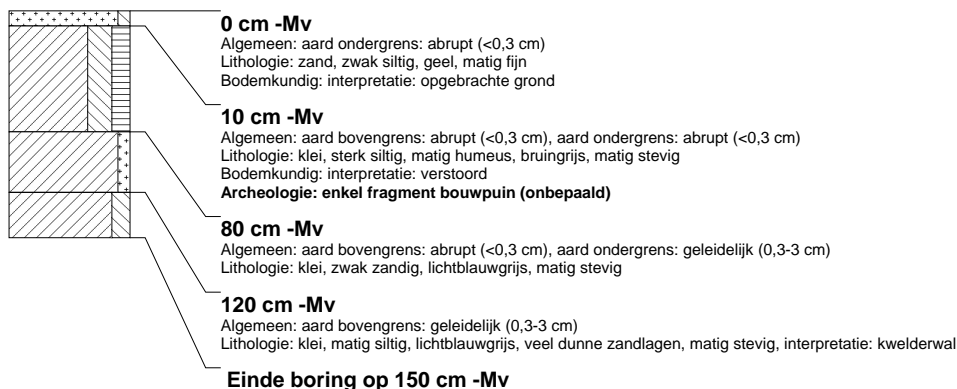 0 cm -Mv
Algemeen: aard ondergrens: abrupt (<0,3 cm)
Lithologie: zand, zwak siltig, geel, matig fijn
Bodemkundig: interpretatie: opgebrachte grond
10 cm -Mv
Algemeen: aard bovengrens: abrupt (<0,3 cm), aard ondergrens: abrupt (<0,3 cm)
Lithologie: klei, sterk siltig, matig humeus, bruingrijs, matig stevig
Bodemkundig: interpretatie: verstoord
Archeologie: enkel fragment bouwpuin (onbepaald)
80 cm -Mv
Algemeen: aard bovengrens: abrupt (<0,3 cm), aard ondergrens: geleidelijk (0,3-3 cm)
Lithologie: klei, zwak zandig, lichtblauwgrijs, matig stevig
120 cm -Mv
Algemeen: aard bovengrens: geleidelijk (0,3-3 cm)
Lithologie: klei, matig siltig, lichtblauwgrijs, veel dunne zandlagen, matig stevig, interpretatie: kwelderwal
Einde boring op 150 cm -Mv